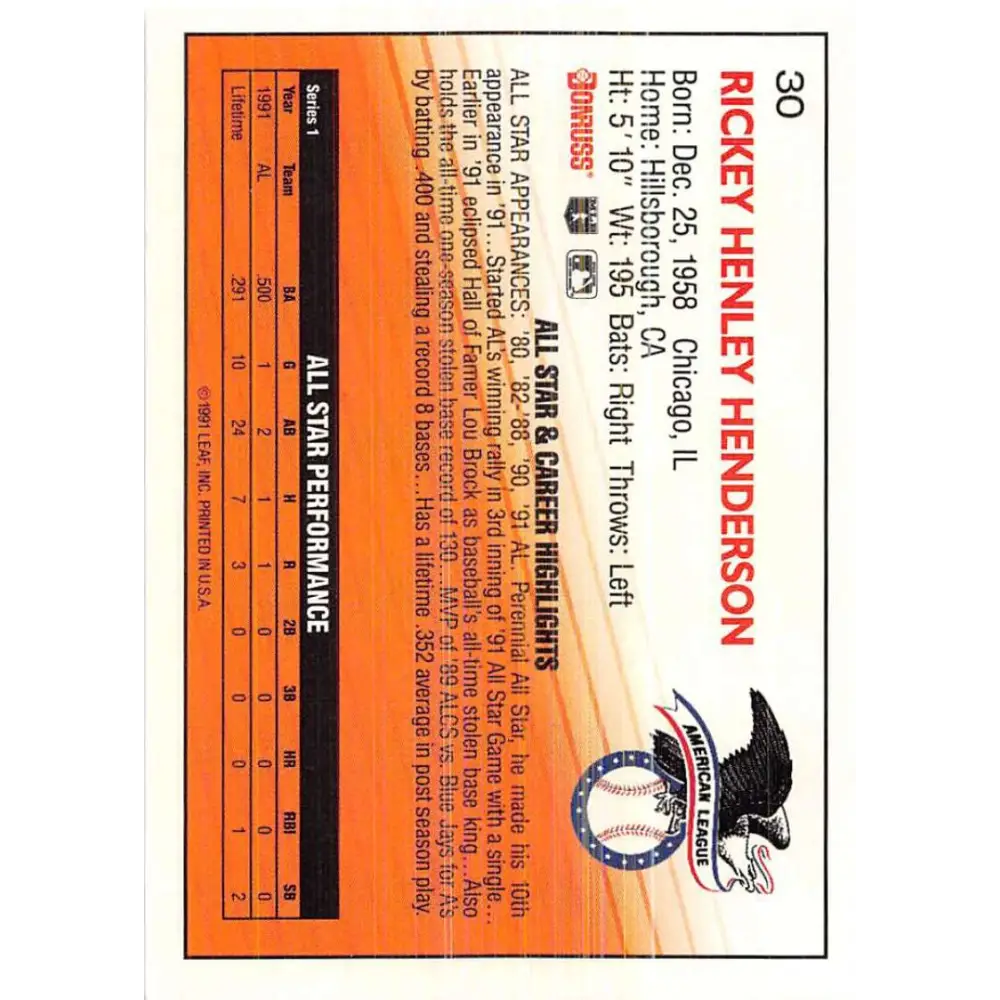 30
RICKEY HENLEY HENDERSON
Born: Dec. 25, 1958 Chicago, IL
Home: Hillsborough, CA
Ht: 5' 10" Wt: 195 Bats: Right Throws: Left
AMERICAN LEAGUE
DONRUSS®
MLB
ALL STAR & CAREER HIGHLIGHTS
ALL STAR APPEARANCES: '80, '82-'88, '90, '91 AL. Perennial All Star, he made his 10th
appearance in '91...Started AL's winning rally in 3rd inning of '91 All Star Game with a single...
Earlier in '91 eclipsed Hall of Famer Lou Brock as baseball's all-time stolen base king...Also
holds the all-time one-season stolen base record of 130...MVP of '89 ALCS vs. Blue Jays for A's
by batting .400 and stealing a record 8 bases...Has a lifetime .352 average in post season play.
Series 1 ALL STAR PERFORMANCE
Year Team BA G AB H R 2B 3B HR RBI SB
1991 AL .500 1 2 1 1 0 0 0 0 0
Lifetime .291 10 24 7 3 0 0 0 1 2
©1991 LEAF, INC. PRINTED IN U.S.A.